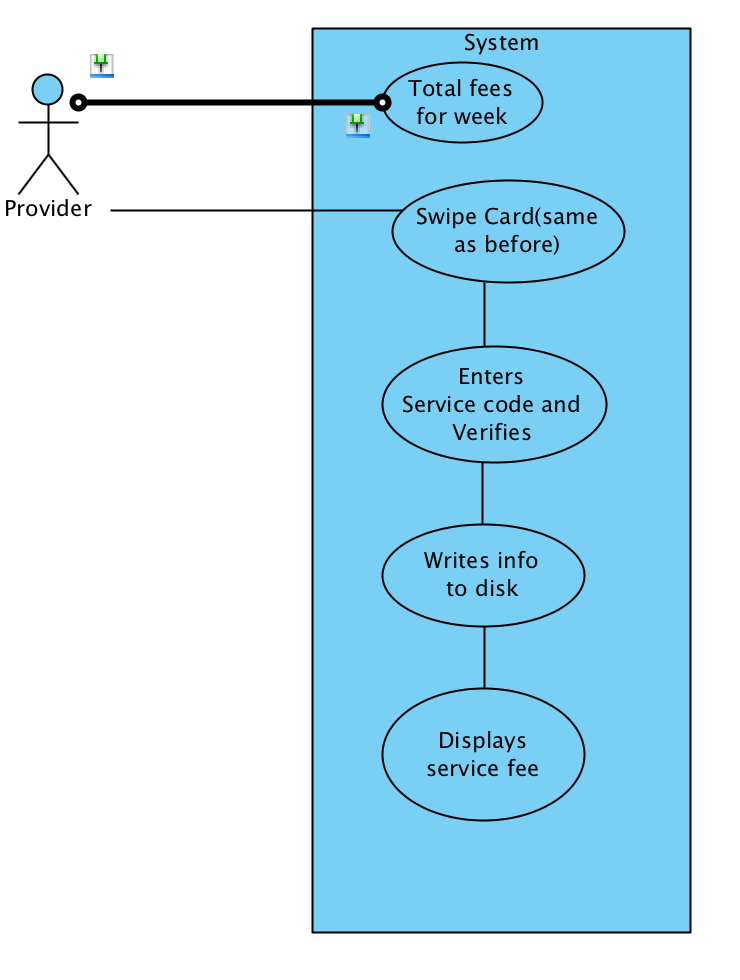 System
Total fees
for week
Provider
Swipe Card(same
as before)
Enters
Service code and
Verifies
Writes info
to disk
Displays
service fee